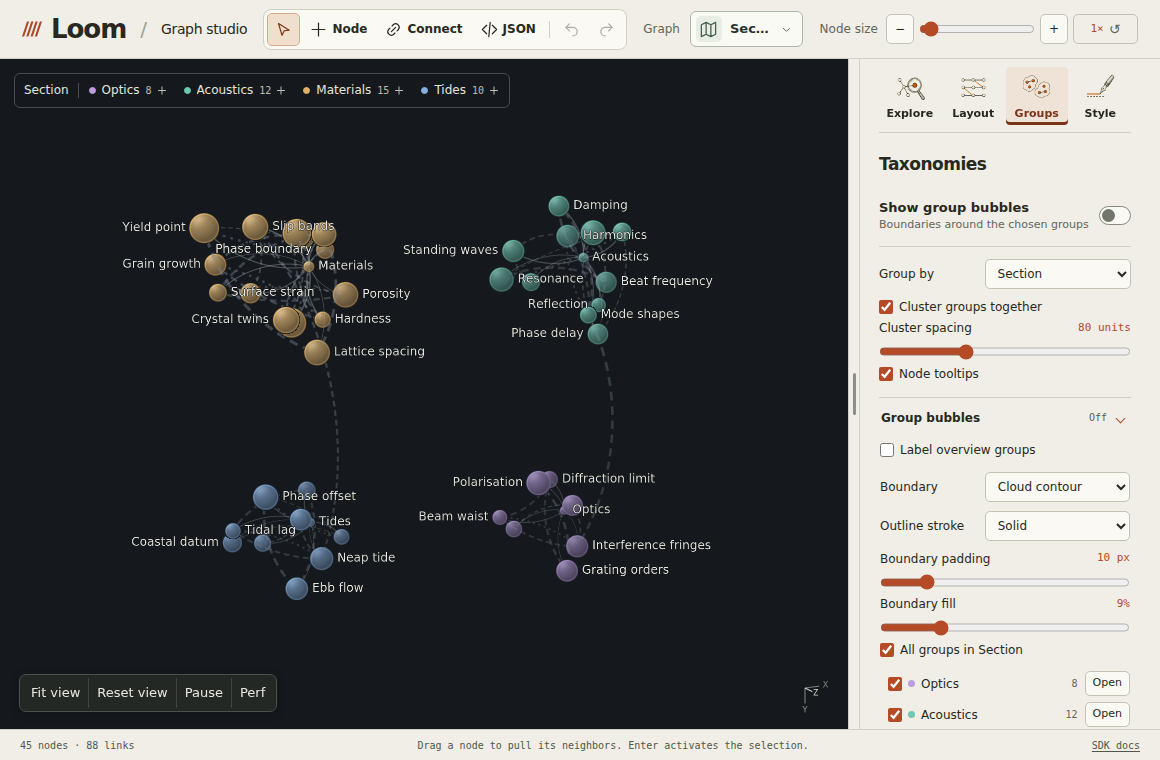 Loom / Graph studio
Node
Connect
JSON
Graph
Sec...
Node size
−
+
1×
Section
Optics 8 +
Acoustics 12 +
Materials 15 +
Tides 10 +
Explore
Layout
Groups
Style
Taxonomies
Show group bubbles
Boundaries around the chosen groups
Group by
Section
Cluster groups together
Cluster spacing
80 units
Node tooltips
Group bubbles
Off
Label overview groups
Boundary
Cloud contour
Outline stroke
Solid
Boundary padding
10 px
Boundary fill
9%
All groups in Section
Optics
8
Open
Acoustics
12
Open
Yield point
Slip bands
Phase boundary
Grain growth
Materials
Surface strain
Porosity
Crystal twins
Hardness
Lattice spacing
Damping
Harmonics
Standing waves
Acoustics
Resonance
Beat frequency
Reflection
Mode shapes
Phase delay
Phase offset
Tides
Tidal lag
Coastal datum
Neap tide
Ebb flow
Polarisation
Diffraction limit
Beam waist
Optics
Interference fringes
Grating orders
Fit view
Reset view
Pause
Perf
X
Z
Y
45 nodes · 88 links
Drag a node to pull its neighbors. Enter activates the selection.
SDK docs